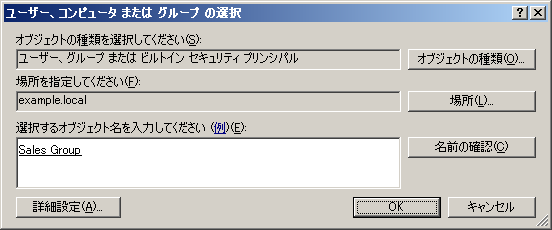 ユーザー、コンピュータ または グループ の選択
オブジェクトの種類を選択してください(S):
ユーザー、グループ または ビルトイン セキュリティ プリンシパル
オブジェクトの種類(O)...
場所を指定してください(F):
example.local
場所(L)...
選択するオブジェクト名を入力してください (例)(E):
Sales Group
名前の確認(C)
詳細設定(A)...
OK
キャンセル